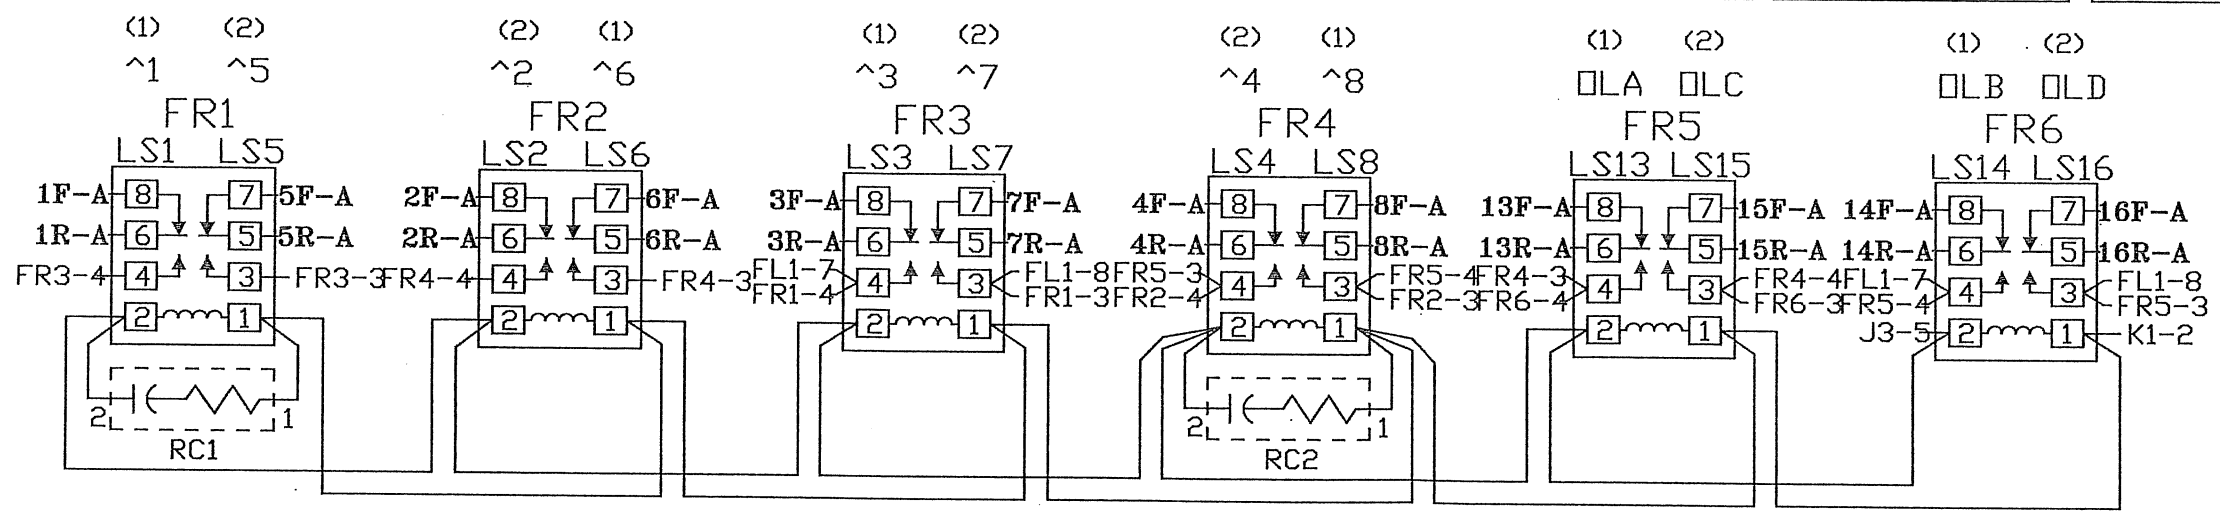 (1) (2) (2) (1) (1) (2) (2) (1) (1) (2) (1) (2)
^1 ^5 ^2 ^6 ^3 ^7 ^4 ^8 OLA OLC OLB OLD
FR1 FR2 FR3 FR4 FR5 FR6
LS1 LS5 LS2 LS6 LS3 LS7 LS4 LS8 LS13 LS15 LS14 LS16
1F-A 8 7 5F-A 2F-A 8 7 6F-A 3F-A 8 7 7F-A 4F-A 8 7 8F-A 13F-A 8 7 15F-A 14F-A 8 7 16F-A
1R-A 6 5 5R-A 2R-A 6 5 6R-A 3R-A 6 5 7R-A 4R-A 6 5 8R-A 13R-A 6 5 15R-A 14R-A 6 5 16R-A
FL1-7 FL1-8 FR5-3 FR5-4 FR4-3 FR4-4 FL1-7 FL1-8
FR3-4 4 3 FR3-3 FR4-4 4 3 FR4-3 4 3 4 3 4 3 4 3
FR1-4 FR1-3 FR2-4 FR2-3 FR6-4 FR6-3 FR5-4 FR5-3
2 1 2 1 2 1 2 1 2 1 J3-5 2 1 K1-2
2 1 2 1
RC1 RC2